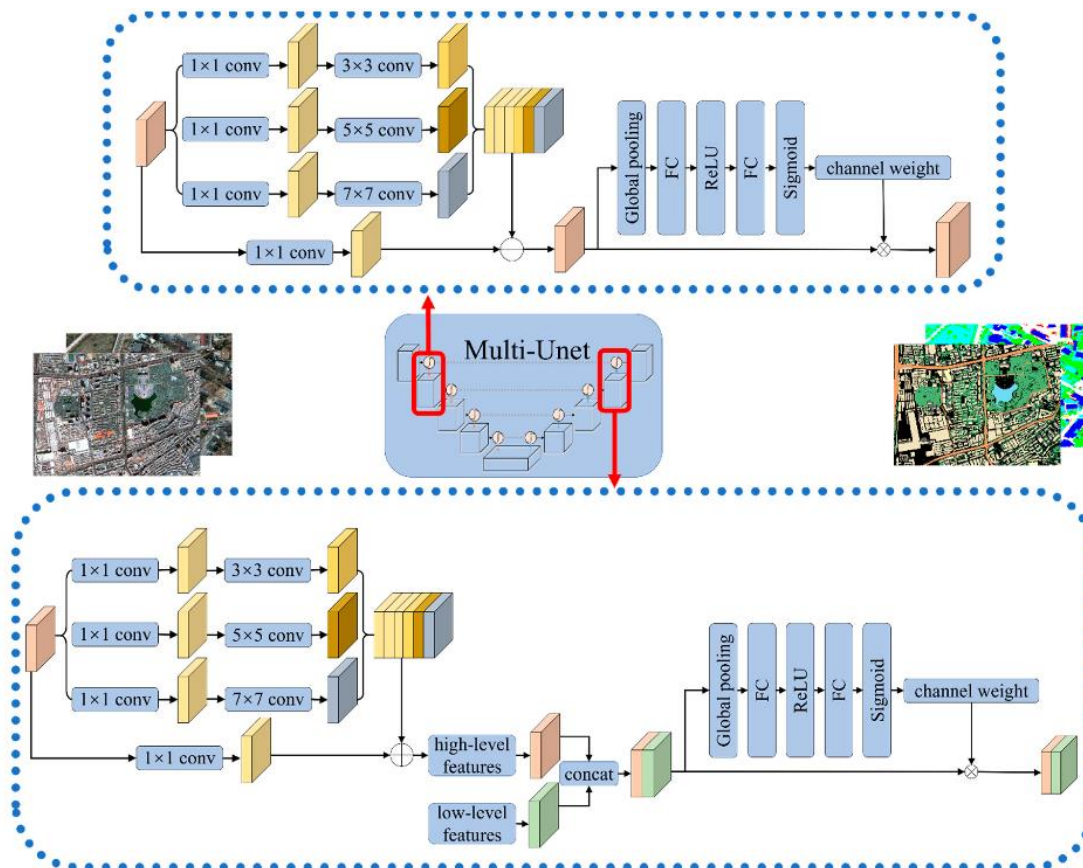 1×1 conv
3×3 conv
1×1 conv
5×5 conv
1×1 conv
7×7 conv
1×1 conv
Global pooling
FC
ReLU
FC
Sigmoid
channel weight
Multi-Unet
1×1 conv
3×3 conv
1×1 conv
5×5 conv
1×1 conv
7×7 conv
1×1 conv
high-level
features
low-level
features
concat
Global pooling
FC
ReLU
FC
Sigmoid
channel weight